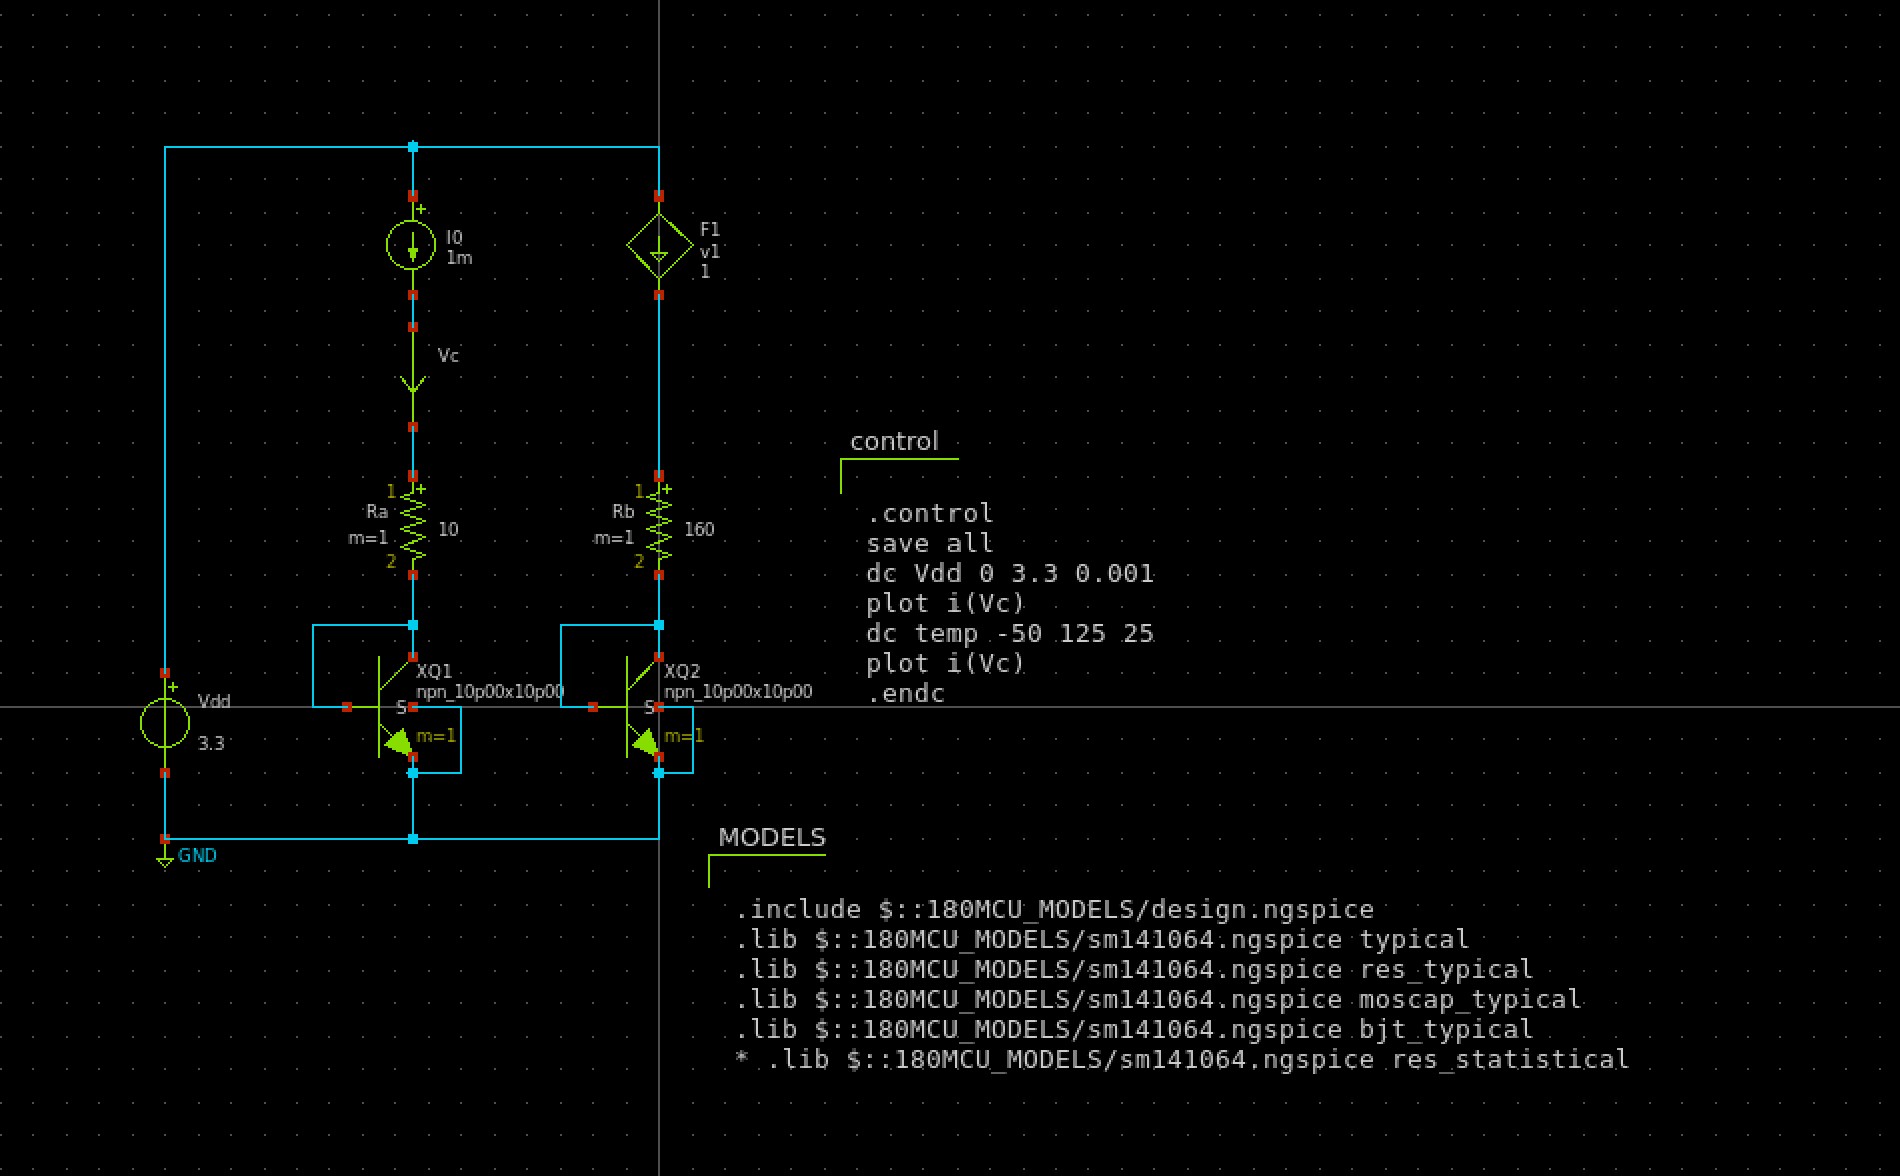 I0
1m
F1
v1
1
Vc
1
Ra
m=1
10
2
1
Rb
m=1
160
2
control
.control
save all
dc Vdd 0 3.3 0.001
plot i(Vc)
dc temp -50 125 25
plot i(Vc)
.endc
Vdd
3.3
XQ1
npn_10p00x10p00
S
m=1
XQ2
npn_10p00x10p00
S
m=1
GND
MODELS
.include $::180MCU_MODELS/design.ngspice
.lib $::180MCU_MODELS/sm141064.ngspice typical
.lib $::180MCU_MODELS/sm141064.ngspice res_typical
.lib $::180MCU_MODELS/sm141064.ngspice moscap_typical
.lib $::180MCU_MODELS/sm141064.ngspice bjt_typical
* .lib $::180MCU_MODELS/sm141064.ngspice res_statistical